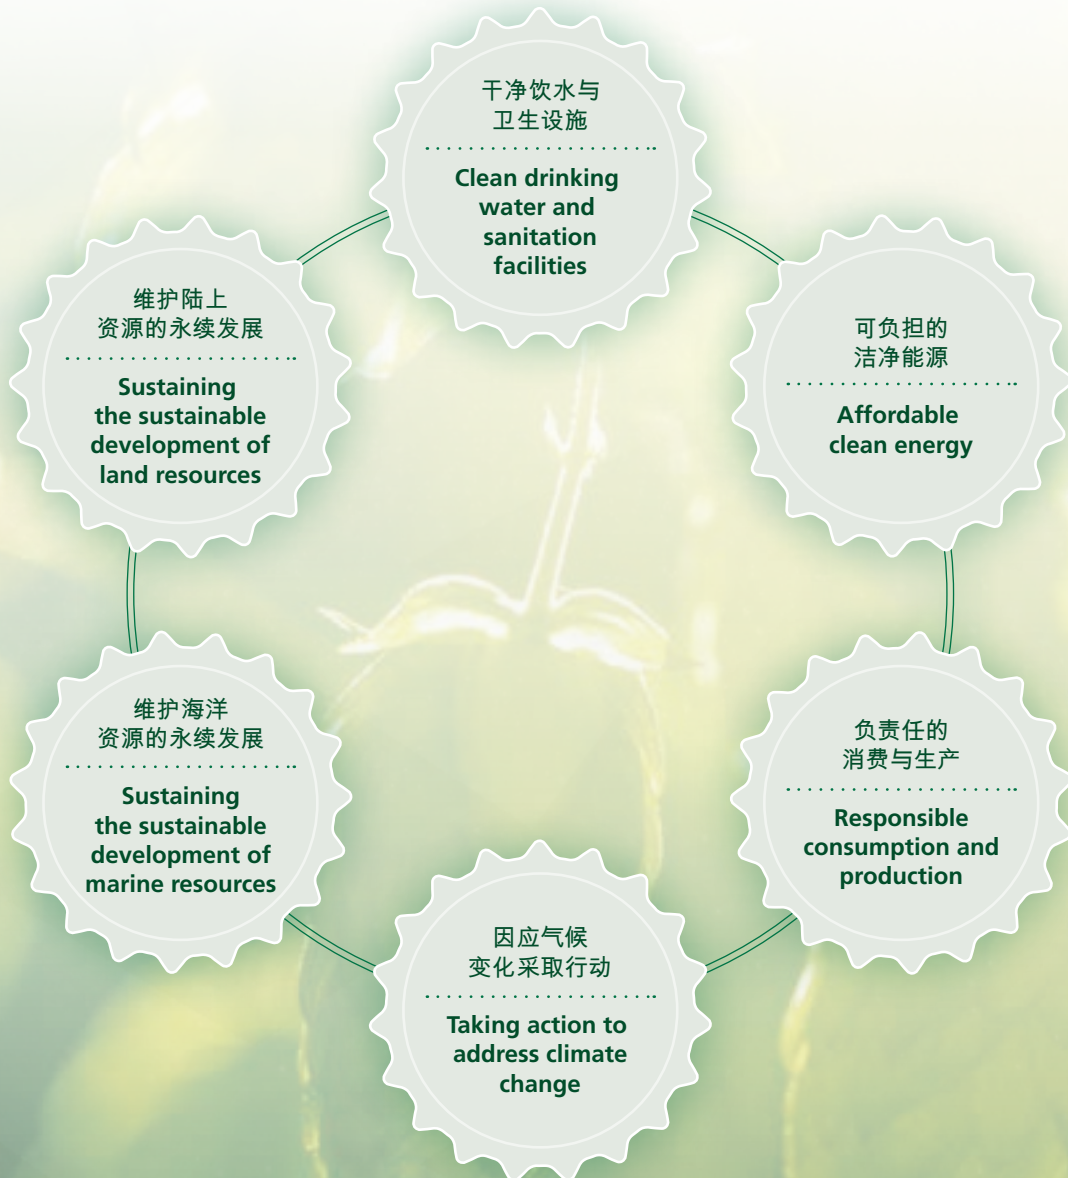 干净饮水与
卫生设施
Clean drinking
water and
sanitation
facilities
可负担的
洁净能源
Affordable
clean energy
负责任的
消费与生产
Responsible
consumption and
production
因应气候
变化采取行动
Taking action to
address climate
change
维护海洋
资源的永续发展
Sustaining
the sustainable
development of
marine resources
维护陆上
资源的永续发展
Sustaining
the sustainable
development of
land resources